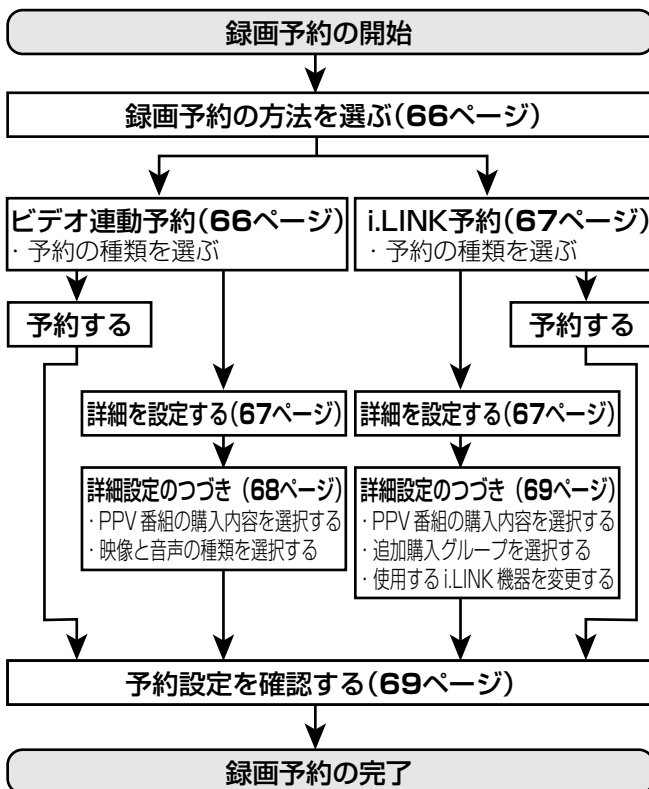 録画予約の開始
録画予約の方法を選ぶ(66ページ)
ビデオ連動予約(66ページ)
・予約の種類を選ぶ
i.LINK予約(67ページ)
・予約の種類を選ぶ
予約する
予約する
詳細を設定する(67ページ)
詳細を設定する(67ページ)
詳細設定のつづき(68ページ)
・PPV番組の購入内容を選択する
・映像と音声の種類を選択する
詳細設定のつづき(69ページ)
・PPV番組の購入内容を選択する
・追加購入グループを選択する
・使用するi.LINK機器を変更する
予約設定を確認する(69ページ)
録画予約の完了